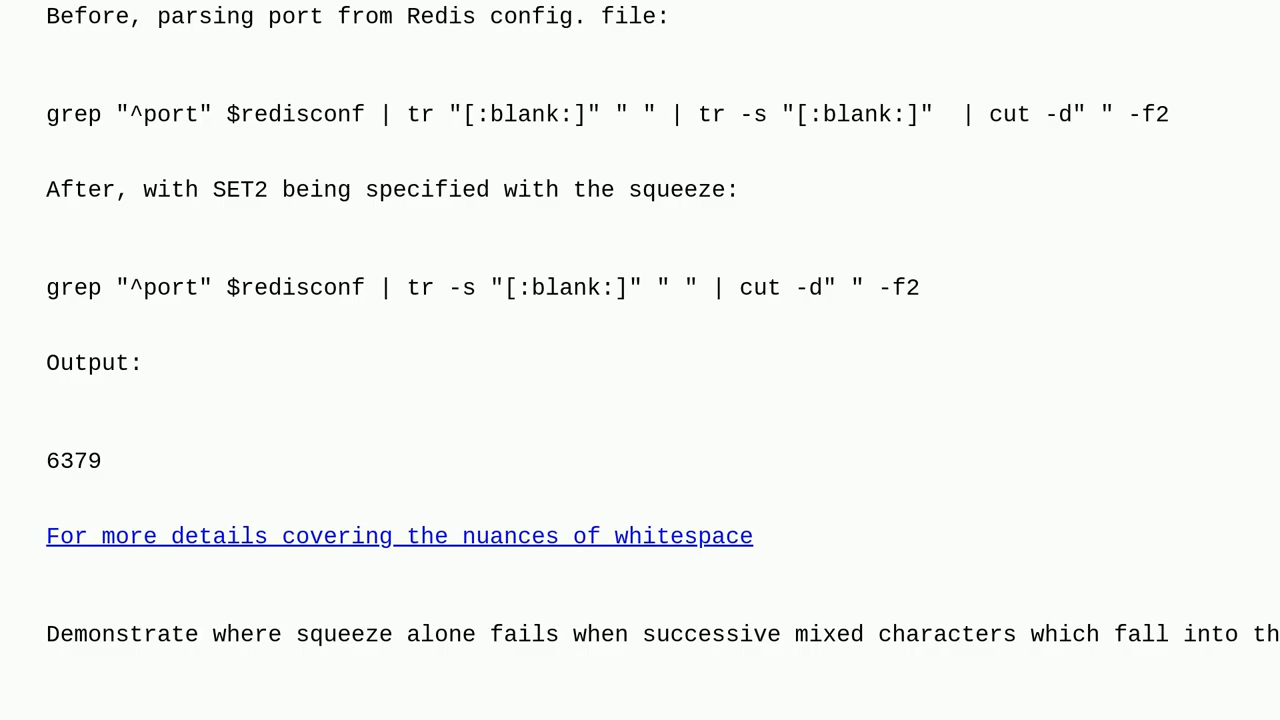 Before, parsing port from Redis config. file:
grep "^port" $redisconf | tr "[:blank:]" " " | tr -s "[:blank:]"  | cut -d" " -f2
After, with SET2 being specified with the squeeze:
grep "^port" $redisconf | tr -s "[:blank:]" " " | cut -d" " -f2
Output:
6379
For more details covering the nuances of whitespace
Demonstrate where squeeze alone fails when successive mixed characters which fall into th